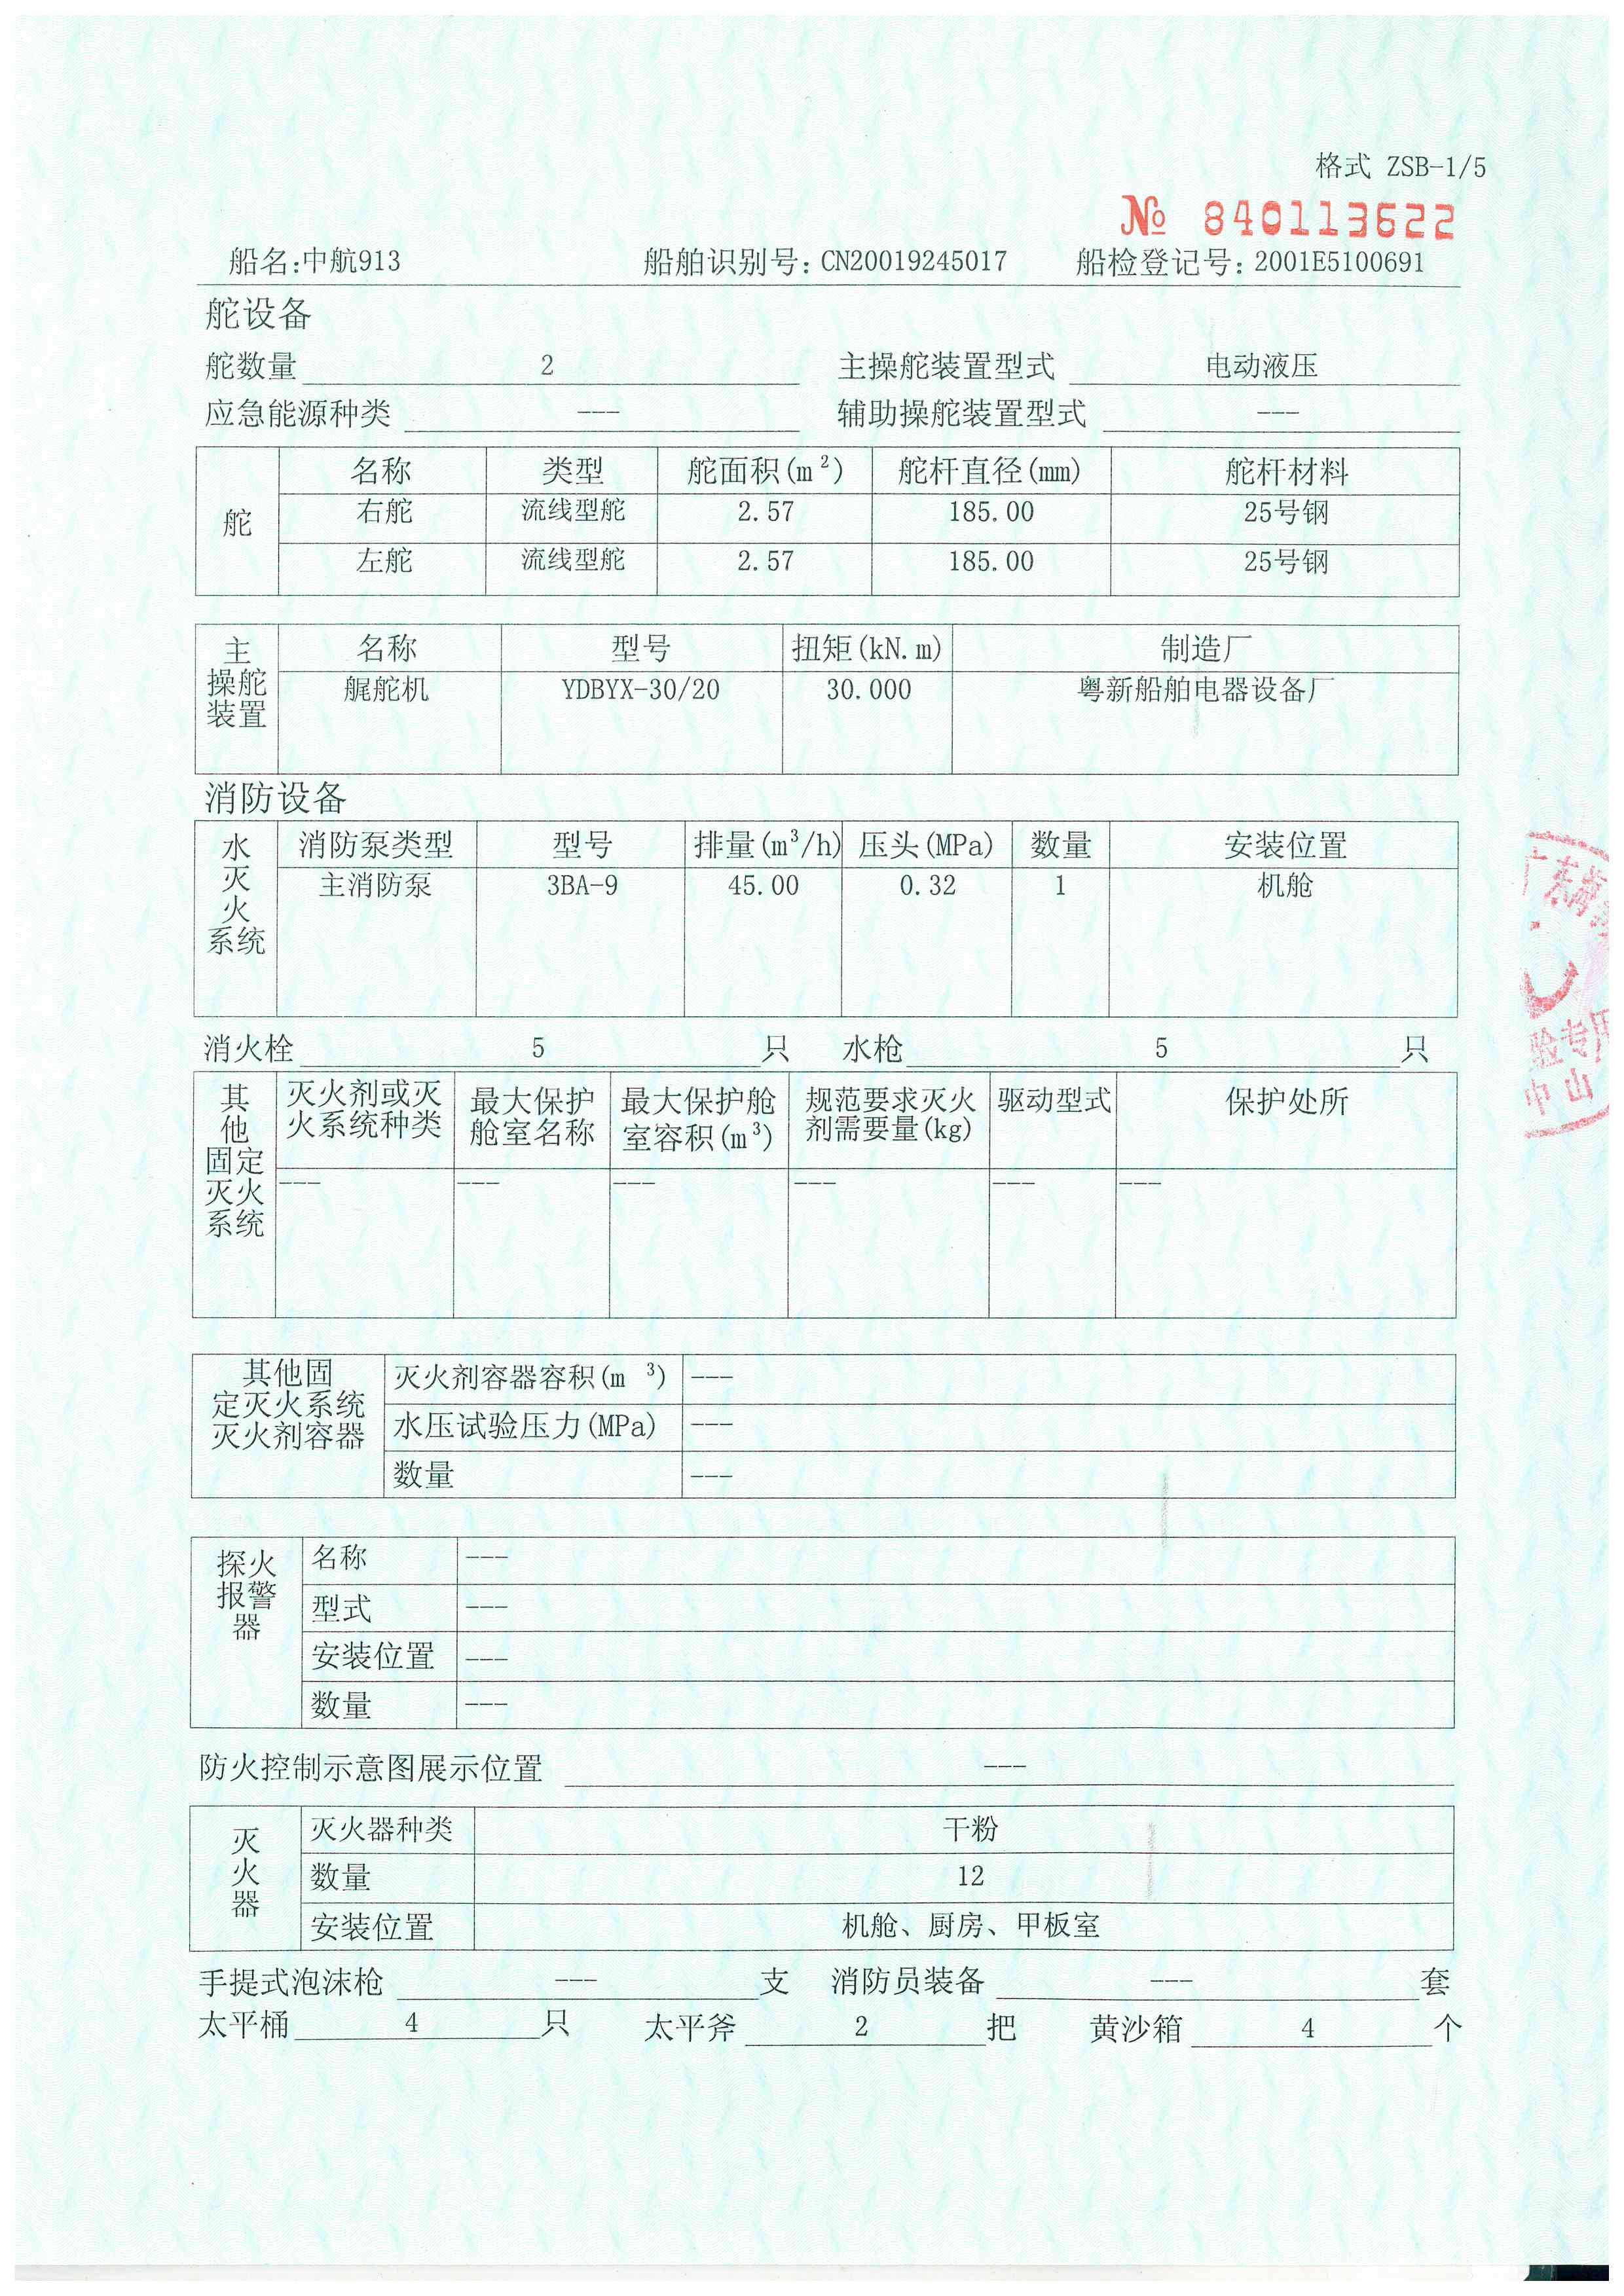 格式 ZSB-1/5
№ 840113622
船名:中航913 船舶识别号: CN20019245017 船检登记号: 2001E5100691
舵设备
舵数量 2 主操舵装置型式 电动液压
应急能源种类 --- 辅助操舵装置型式 ---
舵
名称 类型 舵面积(m²) 舵杆直径(mm) 舵杆材料
右舵 流线型舵 2.57 185.00 25号钢
左舵 流线型舵 2.57 185.00 25号钢
主
操舵
装置
名称 型号 扭矩(kN.m) 制造厂
艉舵机 YDBYX-30/20 30.000 粤新船舶电器设备厂
消防设备
水
灭
火
系统
消防泵类型 型号 排量(m³/h) 压头(MPa) 数量 安装位置
主消防泵 3BA-9 45.00 0.32 1 机舱
消火栓 5 只 水枪 5 只
其
他
固定
灭火
系统
灭火剂或灭
火系统种类
最大保护
舱室名称
最大保护舱
室容积(m³)
规范要求灭火
剂需要量(kg)
驱动型式
保护处所
--- --- --- --- --- ---
其他固
定灭火系统
灭火剂容器
灭火剂容器容积(m ³) ---
水压试验压力(MPa) ---
数量 ---
探火
报警
器
名称 ---
型式 ---
安装位置 ---
数量 ---
防火控制示意图展示位置 ---
灭
火
器
灭火器种类 干粉
数量 12
安装位置 机舱、厨房、甲板室
手提式泡沫枪 --- 支 消防员装备 --- 套
太平桶 4 只 太平斧 2 把 黄沙箱 4 个
广东
验专用
中山